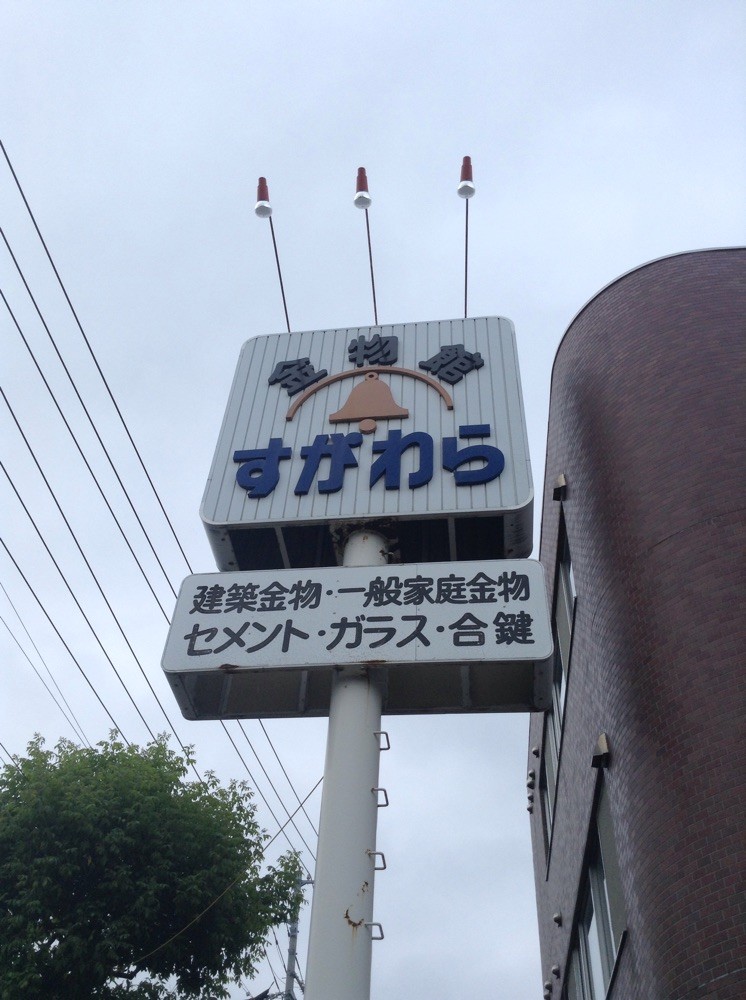 金物館
すがわら
建築金物・一般家庭金物
セメント・ガラス・合鍵